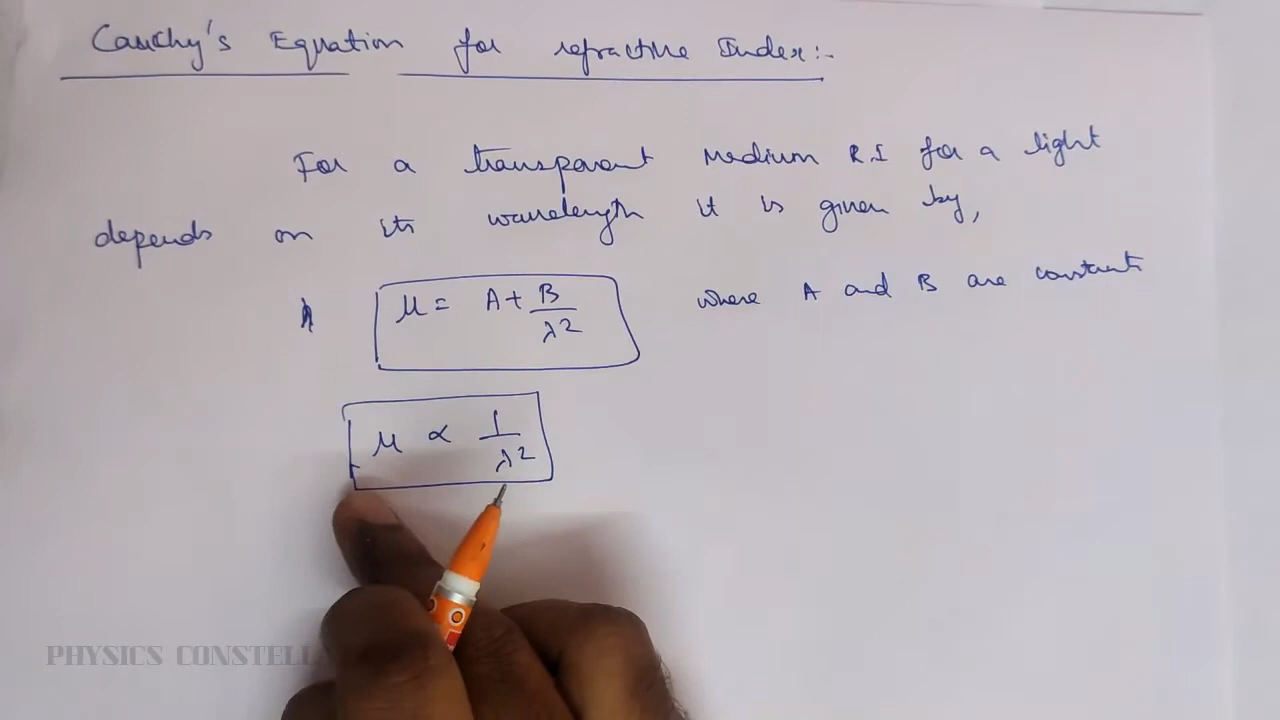 Cauchy's Equation for refractive Index:-
For a transparent medium R.I for a light
depends on its wavelength it is given by,
μ = A + B/λ² where A and B are constants
μ ∝ 1/λ²
PHYSICS CONSTELL